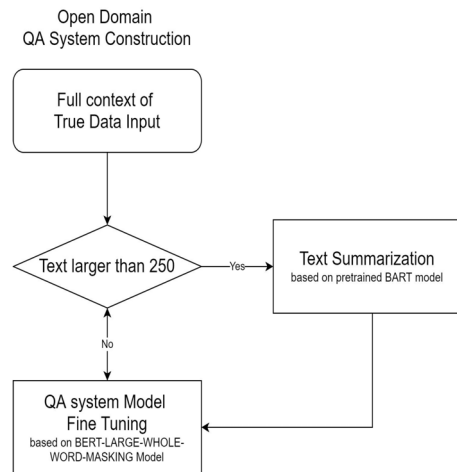 Open Domain
QA System Construction
Full context of
True Data Input
Text larger than 250
Yes
Text Summarization
based on pretrained BART model
No
QA system Model
Fine Tuning
based on BERT-LARGE-WHOLE-
WORD-MASKING Model